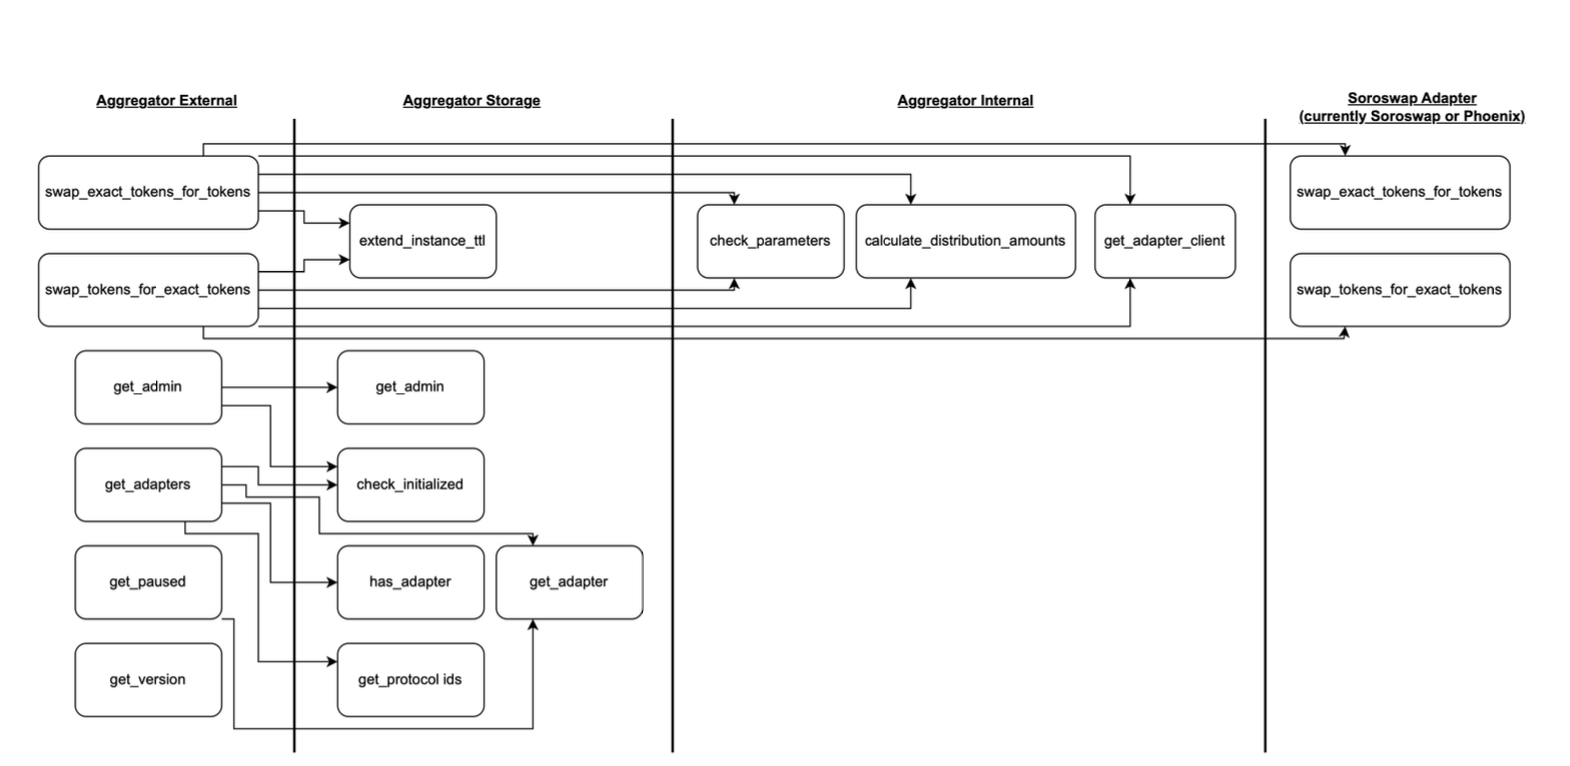 Aggregator External
Aggregator Storage
Aggregator Internal
Soroswap Adapter
(currently Soroswap or Phoenix)
swap_exact_tokens_for_tokens
swap_exact_tokens_for_tokens
extend_instance_ttl
check_parameters
calculate_distribution_amounts
get_adapter_client
swap_tokens_for_exact_tokens
swap_tokens_for_exact_tokens
get_admin
get_admin
get_adapters
check_initialized
get_paused
has_adapter
get_adapter
get_version
get_protocol ids